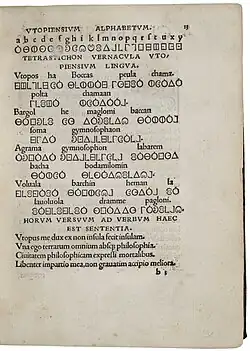 VTOPIENSIVM ALPHABETVM. 13
a b c d e f g h i k l m n o p q r s t u x y
TETRASTICHON VERNACVLA VTO-
PIENSIVM LINGVA.
Vtopos ha Boccas peula chama.
polta chamaan
Bargol he maglomi baccan
soma gymnosophaon
Agrama gymnosophon labarem
bacha bodamilomin
Voluala barchin heman la
lauoluola dramme pagloni.
HORVM VERSVVM AD VERBVM HAEC
EST SENTENTIA.
Vtopus me dux ex non insula fecit insulam.
Vna ego terrarum omnium absq; philosophia.
Ciuitatem philosophicam expressi mortalibus.
Libenter impartio mea, non grauatim accipio meliora.
b 3